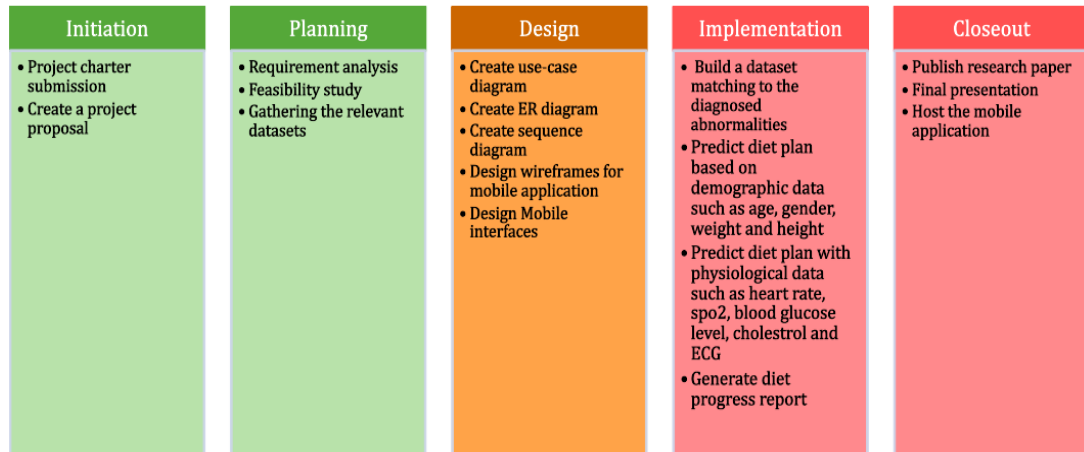 Initiation
• Project charter
submission
• Create a project
proposal
Planning
• Requirement analysis
• Feasibility study
• Gathering the relevant
datasets
Design
• Create use-case
diagram
• Create ER diagram
• Create sequence
diagram
• Design wireframes for
mobile application
• Design Mobile
interfaces
Implementation
• Build a dataset
matching to the
diagnosed
abnormalities
• Predict diet plan
based on
demographic data
such as age, gender,
weight and height
• Predict diet plan with
physiological data
such as heart rate,
spo2, blood glucose
level, cholestrol and
ECG
• Generate diet
progress report
Closeout
• Publish research paper
• Final presentation
• Host the mobile
application